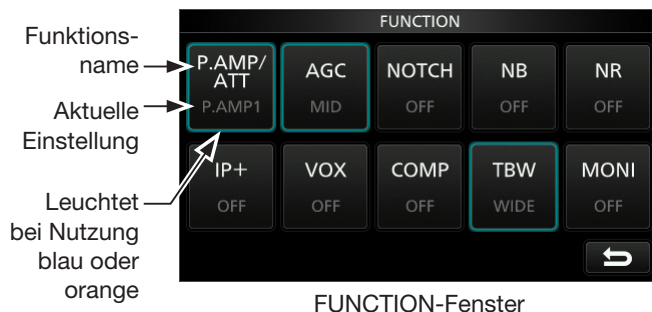 FUNCTION
Funktions-
name
Aktuelle
Einstellung
Leuchtet
bei Nutzung
blau oder
orange
P.AMP/
ATT
P.AMP1
AGC
MID
NOTCH
OFF
NB
OFF
NR
OFF
IP+
OFF
VOX
OFF
COMP
OFF
TBW
WIDE
MONI
OFF
FUNCTION-Fenster